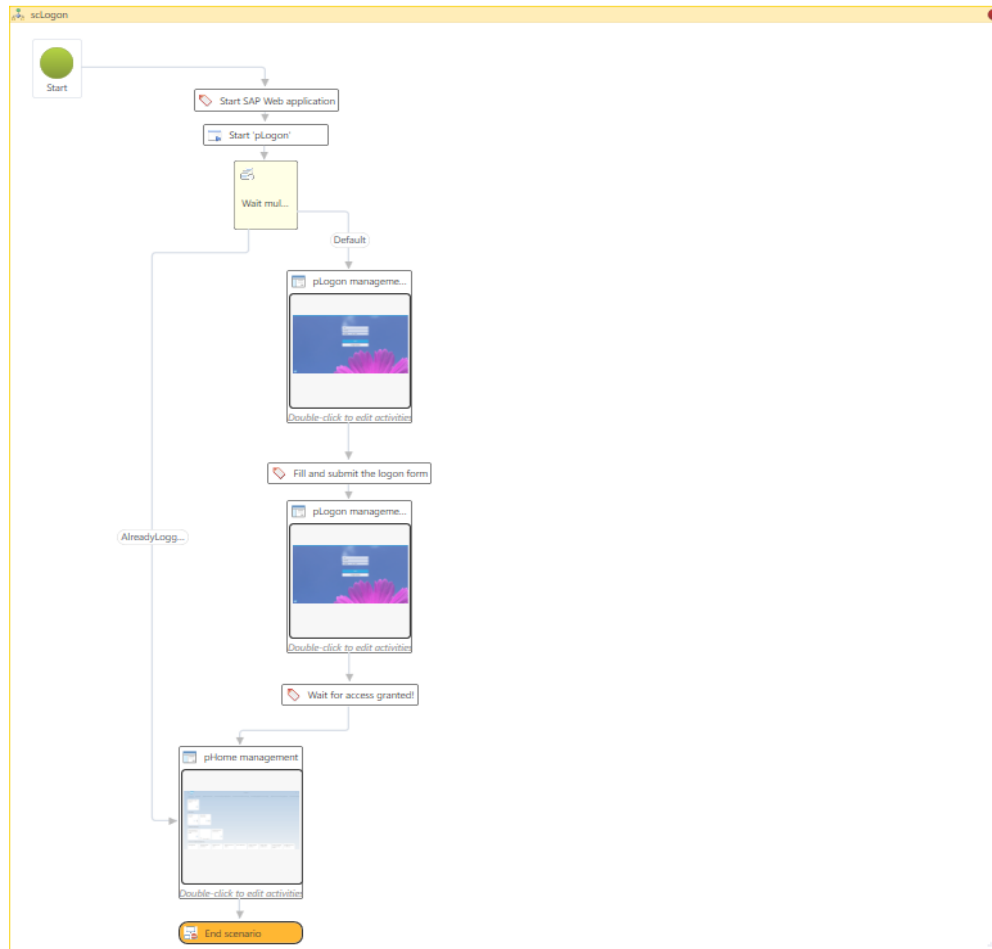 scLogon
Start
Start SAP Web application
Start 'pLogon'
Wait mul...
Default
pLogon manageme...
Double-click to edit activities
Fill and submit the logon form
pLogon manageme...
AlreadyLogg...
Double-click to edit activities
Wait for access granted!
pHome management
Double-click to edit activities
End scenario